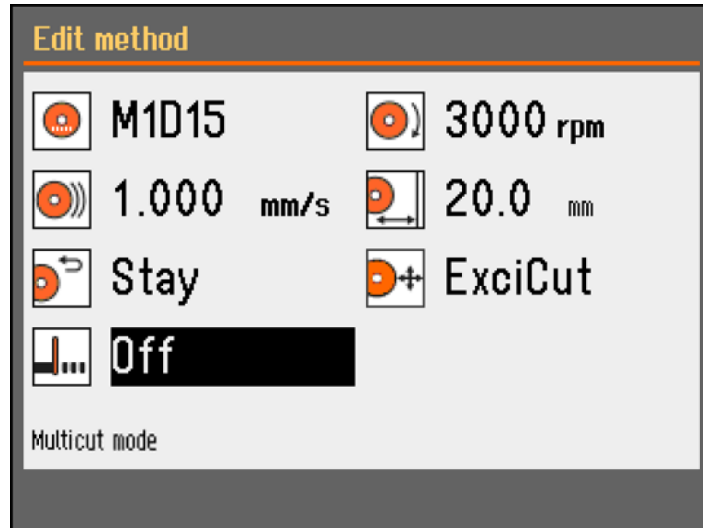 Edit method
M1D15 3000 rpm
1.000 mm/s 20.0 mm
Stay ExciCut
Off
Multicut mode